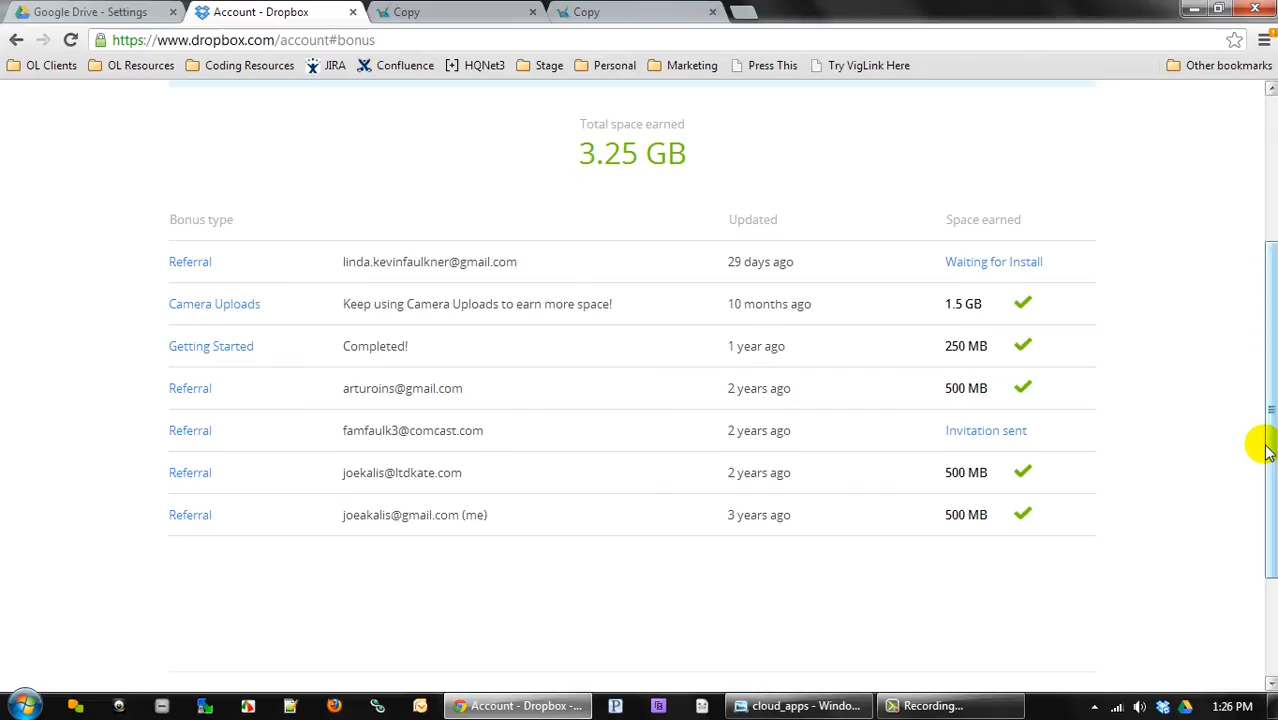 Google Drive - Settings
Account - Dropbox
Copy
Copy
https://www.dropbox.com/account#bonus
OL Clients
OL Resources
Coding Resources
JIRA
Confluence
[+] HQNet3
Stage
Personal
Marketing
Press This
Try VigLink Here
Other bookmarks
Total space earned
3.25 GB
Bonus type Updated Space earned
Referral linda.kevinfaulkner@gmail.com 29 days ago Waiting for Install
Camera Uploads Keep using Camera Uploads to earn more space! 10 months ago 1.5 GB
Getting Started Completed! 1 year ago 250 MB
Referral arturoins@gmail.com 2 years ago 500 MB
Referral famfaulk3@comcast.com 2 years ago Invitation sent
Referral joekalis@ltdkate.com 2 years ago 500 MB
Referral joeakalis@gmail.com (me) 3 years ago 500 MB
Account - Dropbox -...
cloud_apps - Windo...
Recording...
1:26 PM